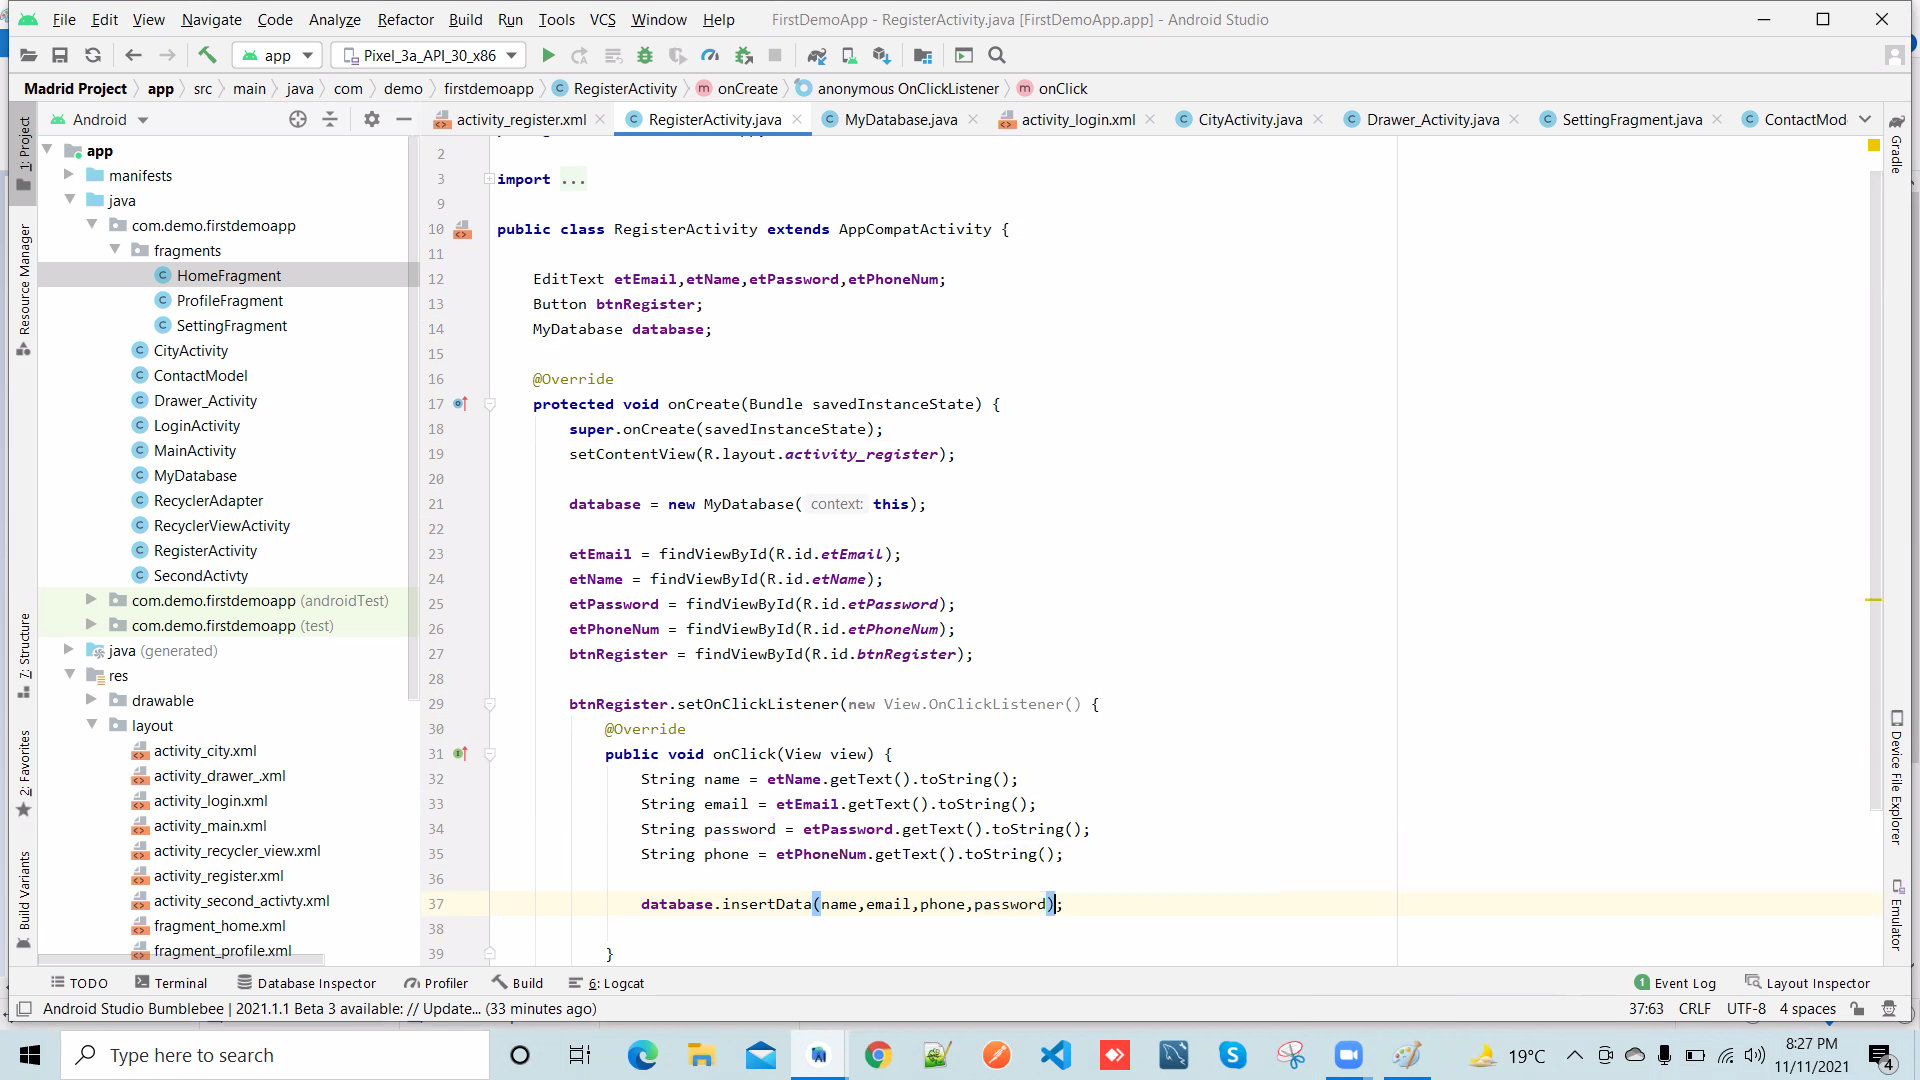 File Edit View Navigate Code Analyze Refactor Build Run Tools VCS Window Help FirstDemoApp - RegisterActivity.java [FirstDemoApp.app] - Android Studio
app Pixel_3a_API_30_x86
Madrid Project app src main java com demo firstdemoapp RegisterActivity onCreate anonymous OnClickListener onClick
Android activity_register.xml RegisterActivity.java MyDatabase.java activity_login.xml CityActivity.java Drawer_Activity.java SettingFragment.java ContactMod
1: Project
Resource Manager
7: Structure
2: Favorites
Build Variants
app
manifests
java
com.demo.firstdemoapp
fragments
HomeFragment
ProfileFragment
SettingFragment
CityActivity
ContactModel
Drawer_Activity
LoginActivity
MainActivity
MyDatabase
RecyclerAdapter
RecyclerViewActivity
RegisterActivity
SecondActivty
com.demo.firstdemoapp (androidTest)
com.demo.firstdemoapp (test)
java (generated)
res
drawable
layout
activity_city.xml
activity_drawer_.xml
activity_login.xml
activity_main.xml
activity_recycler_view.xml
activity_register.xml
activity_second_activty.xml
fragment_home.xml
fragment_profile.xml
2
3 import ...
9
10 public class RegisterActivity extends AppCompatActivity {
11
12 EditText etEmail,etName,etPassword,etPhoneNum;
13 Button btnRegister;
14 MyDatabase database;
15
16 @Override
17 protected void onCreate(Bundle savedInstanceState) {
18 super.onCreate(savedInstanceState);
19 setContentView(R.layout.activity_register);
20
21 database = new MyDatabase( context: this);
22
23 etEmail = findViewById(R.id.etEmail);
24 etName = findViewById(R.id.etName);
25 etPassword = findViewById(R.id.etPassword);
26 etPhoneNum = findViewById(R.id.etPhoneNum);
27 btnRegister = findViewById(R.id.btnRegister);
28
29 btnRegister.setOnClickListener(new View.OnClickListener() {
30 @Override
31 public void onClick(View view) {
32 String name = etName.getText().toString();
33 String email = etEmail.getText().toString();
34 String password = etPassword.getText().toString();
35 String phone = etPhoneNum.getText().toString();
36
37 database.insertData(name,email,phone,password);
38
39 }
Gradle
Device File Explorer
Emulator
TODO Terminal Database Inspector Profiler Build 6: Logcat 1 Event Log Layout Inspector
Android Studio Bumblebee | 2021.1.1 Beta 3 available: // Update... (33 minutes ago) 37:63 CRLF UTF-8 4 spaces
Type here to search 19°C 8:27 PM
11/11/2021 4